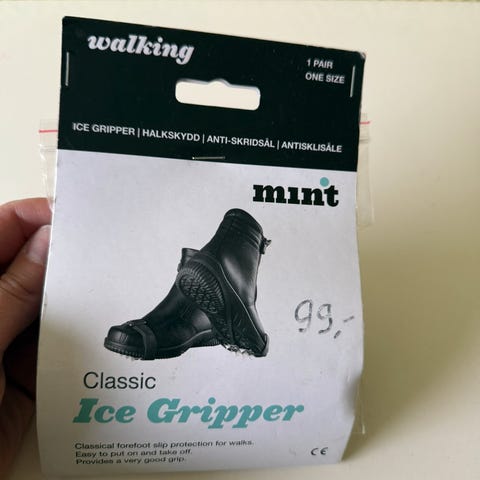 walking
1 PAIR
ONE SIZE
ICE GRIPPER | HALKSKYDD | ANTI-SKRIDSÅL | ANTISKLISÅLE
mint
99,-
Classic
Ice Gripper
Classical forefoot slip protection for walks.
Easy to put on and take off.
Provides a very good grip.
CE